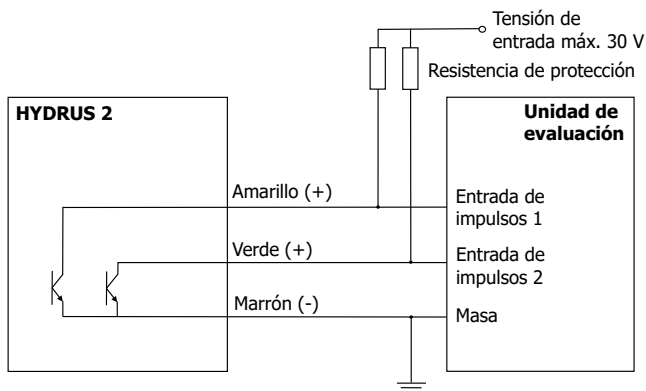 Tensión de
entrada máx. 30 V
Resistencia de protección
HYDRUS 2
Unidad de
evaluación
Amarillo (+)
Entrada de
impulsos 1
Verde (+)
Entrada de
impulsos 2
Marrón (-)
Masa